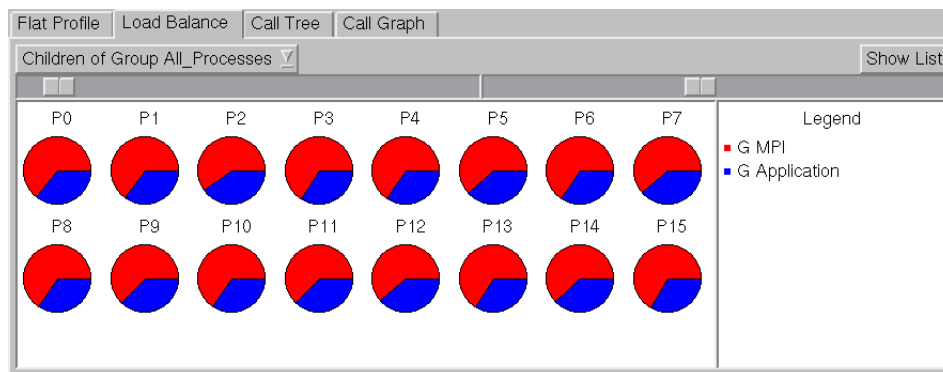 Flat Profile Load Balance Call Tree Call Graph
Children of Group All_Processes Show List
P0 P1 P2 P3 P4 P5 P6 P7 Legend
G MPI
G Application
P8 P9 P10 P11 P12 P13 P14 P15